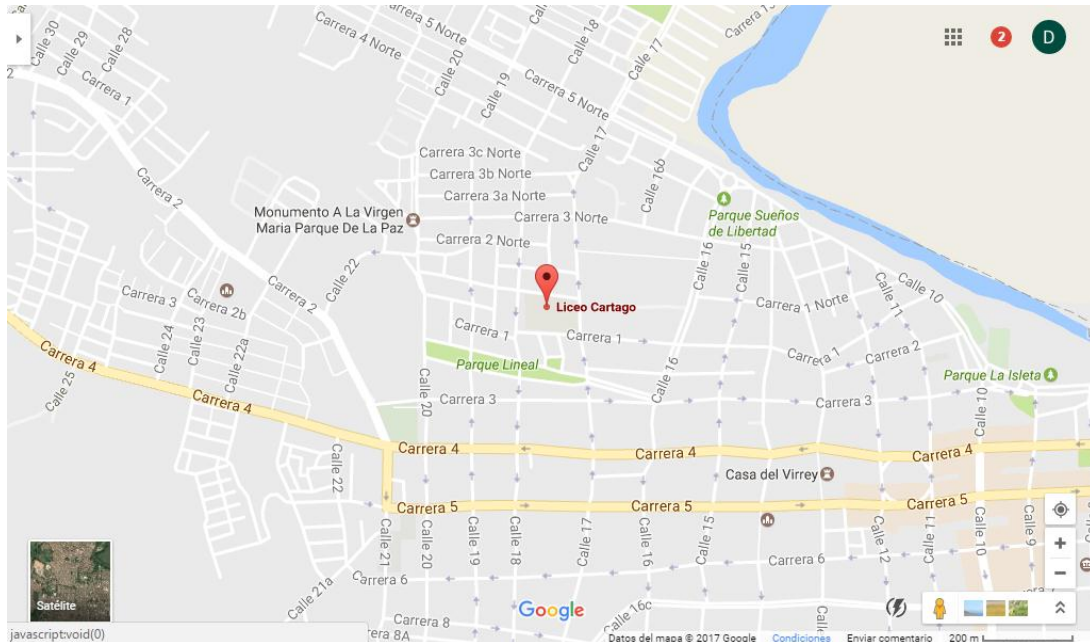 Calle 30
Calle 29
Calle 28
Carrera 5 Norte
Carrera 4 Norte
Calle 20
Calle 19
Calle 18
Calle 17
2
D
2
Carrera 1
Carrera 5 Norte
Calle 17
Carrera 2
Carrera 3c Norte
Carrera 3b Norte
Carrera 3a Norte
Calle 16b
Monumento A La Virgen
Maria Parque De La Paz
Carrera 3 Norte
Parque Sueños
de Libertad
Carrera 2 Norte
Calle 22
Calle 16
Calle 15
Calle 10
Calle 11
Carrera 3
Carrera 2b
Carrera 2
Liceo Cartago
Carrera 1 Norte
Calle 24
Calle 23
Calle 22a
Carrera 1
Carrera 1
Carrera 1
Carrera 2
Carrera 4
Calle 25
Parque Lineal
Calle 16
Parque La Isleta
Carrera 4
Calle 20
Carrera 3
Carrera 3
Calle 10
Carrera 4
Carrera 4
Carrera 4
Calle 22
Casa del Virrey
Carrera 5
Carrera 5
Carrera 5
Calle 21
Calle 20
Calle 19
Calle 18
Calle 17
Calle 16
Calle 15
Calle 12
Calle 11
Calle 10
Calle 9
Calle 21a
Carrera 6
Carrera 6
Satélite
Google
Calle 16c
Carrera 8
rera 8A
javascript:void(0)
Datos del mapa © 2017 Google
Condiciones
Enviar comentario
200 m